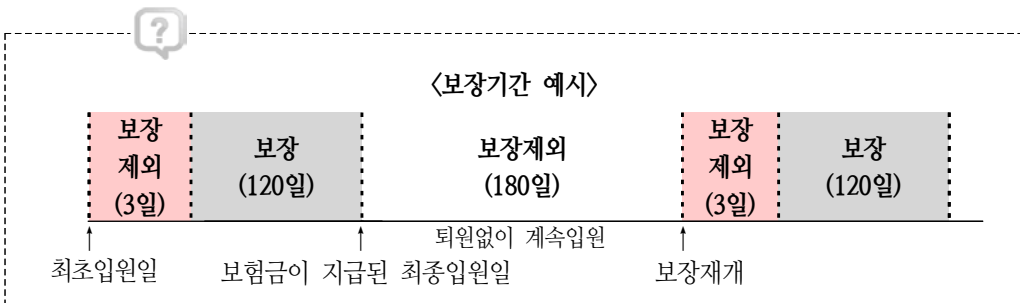 ?
〈보장기간 예시〉
보장
제외
(3일)
보장
(120일)
보장제외
(180일)
보장
제외
(3일)
보장
(120일)
퇴원없이 계속입원
최초입원일
보험금이 지급된 최종입원일
보장재개